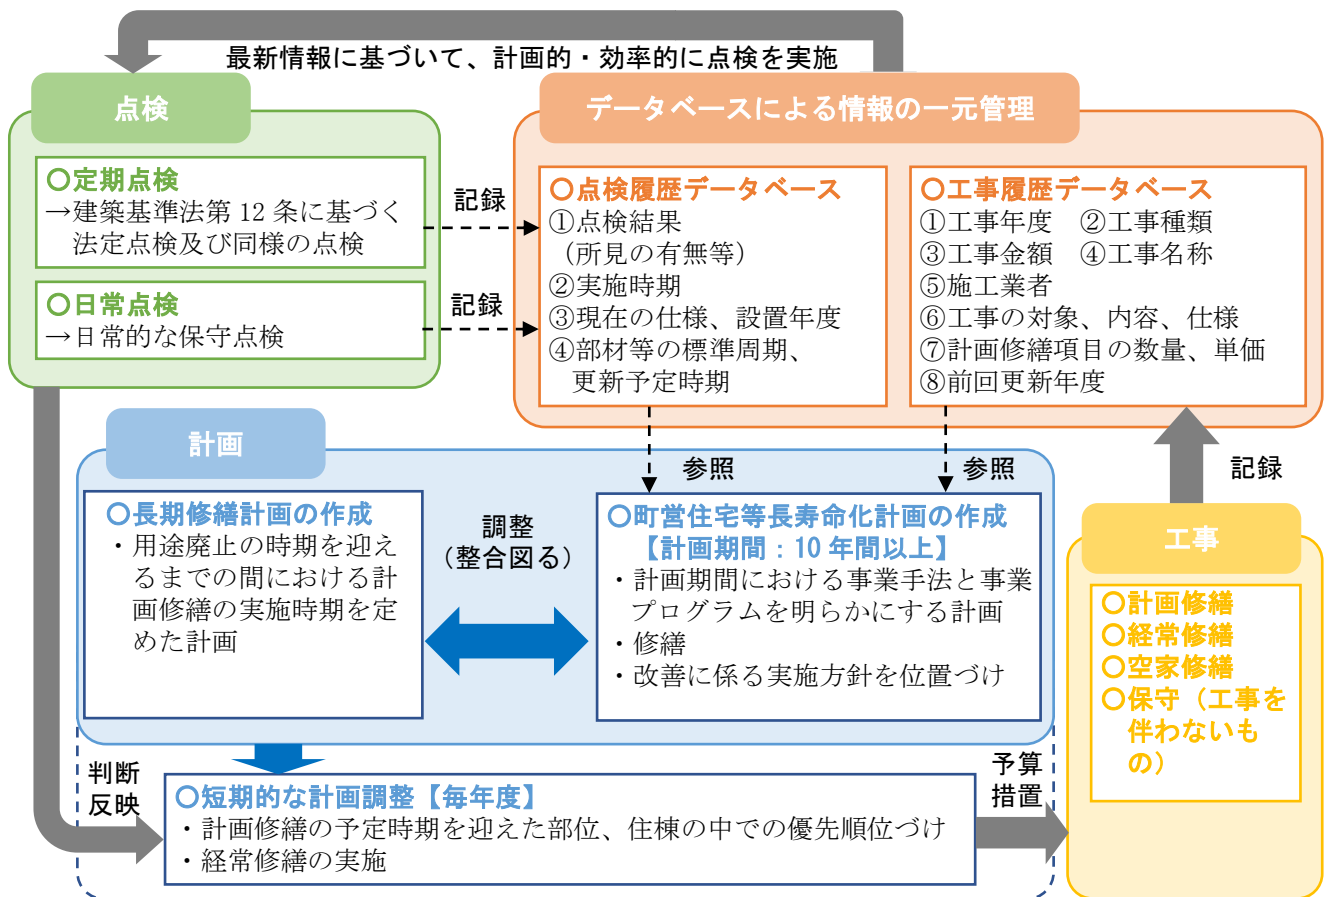 最新情報に基づいて、計画的・効率的に点検を実施
点検
〇定期点検
→建築基準法第 12 条に基づく
法定点検及び同様の点検
〇日常点検
→日常的な保守点検
記録
記録
データベースによる情報の一元管理
〇点検履歴データベース
①点検結果
(所見の有無等)
②実施時期
③現在の仕様、設置年度
④部材等の標準周期、
更新予定時期
〇工事履歴データベース
①工事年度　②工事種類
③工事金額　④工事名称
⑤施工業者
⑥工事の対象、内容、仕様
⑦計画修繕項目の数量、単価
⑧前回更新年度
参照
参照
記録
計画
〇長期修繕計画の作成
・用途廃止の時期を迎え
るまでの間における計
画修繕の実施時期を定
めた計画
調整
(整合図る)
〇町営住宅等長寿命化計画の作成
【計画期間：10 年間以上】
・計画期間における事業手法と事業
プログラムを明らかにする計画
・修繕
・改善に係る実施方針を位置づけ
工事
〇計画修繕
〇経常修繕
〇空家修繕
〇保守（工事を
伴わないも
の）
判断
反映
〇短期的な計画調整【毎年度】
・計画修繕の予定時期を迎えた部位、住棟の中での優先順位づけ
・経常修繕の実施
予算
措置